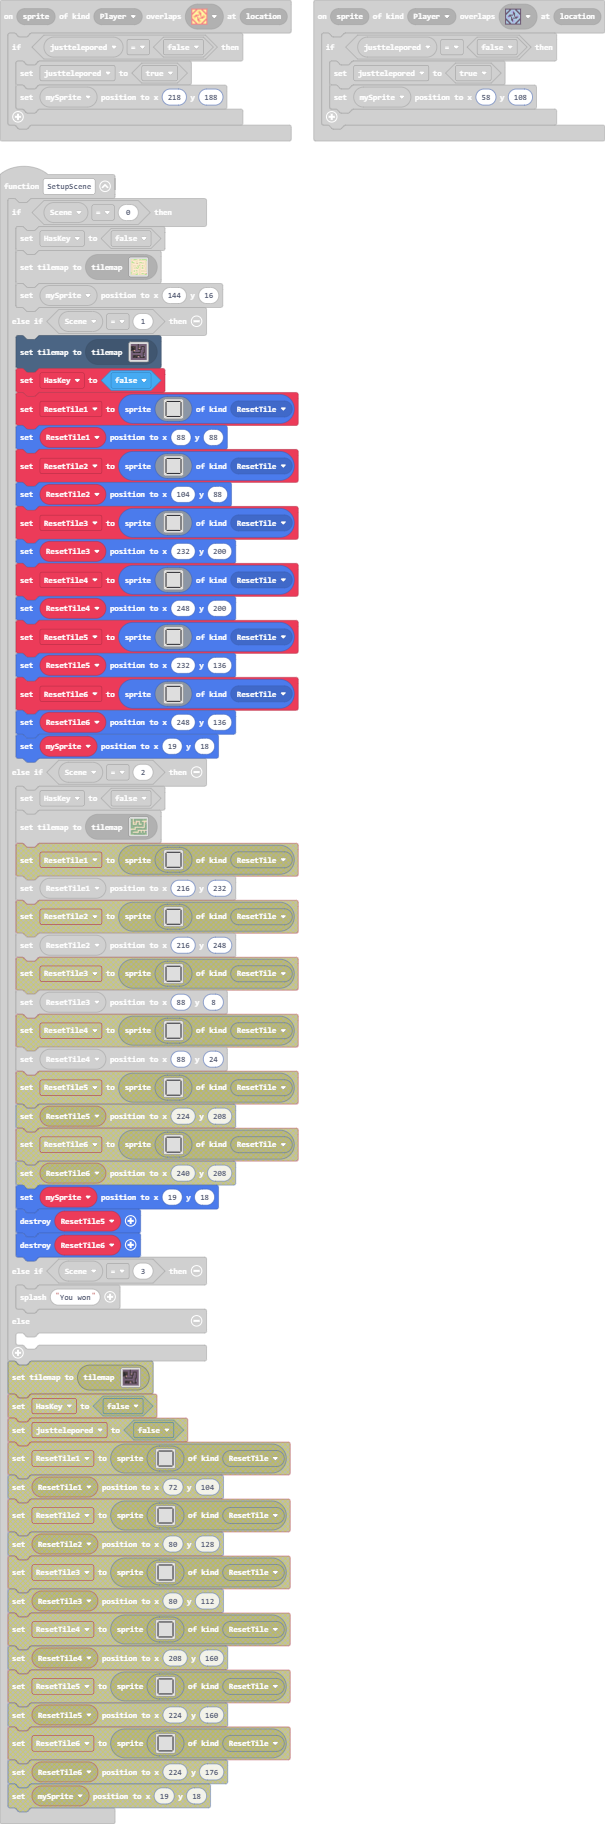 on sprite of kind Player overlaps at location
if justtelepored = false then
set justtelepored to true
set mySprite position to x 218 y 188
on sprite of kind Player overlaps at location
if justtelepored = false then
set justtelepored to true
set mySprite position to x 58 y 108
function SetupScene
if Scene = 0 then
set HasKey to false
set tilemap to tilemap
set mySprite position to x 144 y 16
else if Scene = 1 then
set tilemap to tilemap
set HasKey to false
set ResetTile1 to sprite of kind ResetTile
set ResetTile1 position to x 88 y 88
set ResetTile2 to sprite of kind ResetTile
set ResetTile2 position to x 104 y 88
set ResetTile3 to sprite of kind ResetTile
set ResetTile3 position to x 232 y 200
set ResetTile4 to sprite of kind ResetTile
set ResetTile4 position to x 248 y 200
set ResetTile5 to sprite of kind ResetTile
set ResetTile5 position to x 232 y 136
set ResetTile6 to sprite of kind ResetTile
set ResetTile6 position to x 248 y 136
set mySprite position to x 19 y 18
else if Scene = 2 then
set HasKey to false
set tilemap to tilemap
set ResetTile1 to sprite of kind ResetTile
set ResetTile1 position to x 216 y 232
set ResetTile2 to sprite of kind ResetTile
set ResetTile2 position to x 216 y 248
set ResetTile3 to sprite of kind ResetTile
set ResetTile3 position to x 88 y 8
set ResetTile4 to sprite of kind ResetTile
set ResetTile4 position to x 88 y 24
set ResetTile5 to sprite of kind ResetTile
set ResetTile5 position to x 224 y 208
set ResetTile6 to sprite of kind ResetTile
set ResetTile6 position to x 240 y 208
set mySprite position to x 19 y 18
destroy ResetTile5
destroy ResetTile6
else if Scene = 3 then
splash "You won"
else
set tilemap to tilemap
set HasKey to false
set justtelepored to false
set ResetTile1 to sprite of kind ResetTile
set ResetTile1 position to x 72 y 104
set ResetTile2 to sprite of kind ResetTile
set ResetTile2 position to x 80 y 128
set ResetTile3 to sprite of kind ResetTile
set ResetTile3 position to x 80 y 112
set ResetTile4 to sprite of kind ResetTile
set ResetTile4 position to x 208 y 160
set ResetTile5 to sprite of kind ResetTile
set ResetTile5 position to x 224 y 160
set ResetTile6 to sprite of kind ResetTile
set ResetTile6 position to x 224 y 176
set mySprite position to x 19 y 18